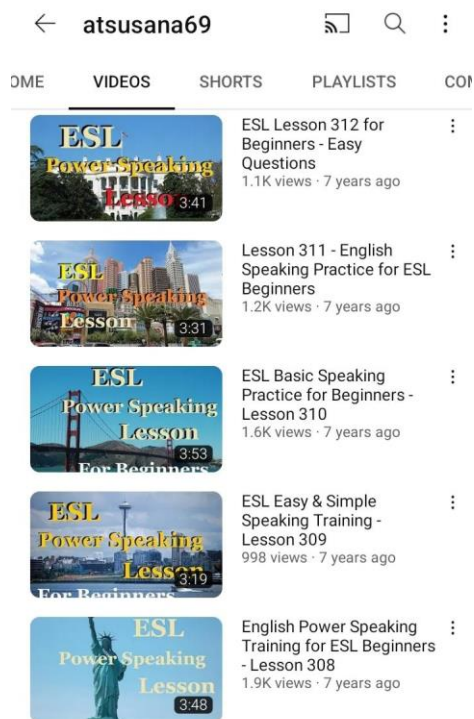 atsusana69
OME VIDEOS SHORTS PLAYLISTS COM
ESL
Power Speaking
Lesso
3:41
ESL Lesson 312 for
Beginners - Easy
Questions
1.1K views · 7 years ago
ESL
Power Speaking
Lesson
3:31
Lesson 311 - English
Speaking Practice for ESL
Beginners
1.2K views · 7 years ago
ESL
Power Speaking
Lesson
3:53
For Beginners
ESL Basic Speaking
Practice for Beginners -
Lesson 310
1.6K views · 7 years ago
ESL
Power Speaking
Lesson
3:19
For Beginners
ESL Easy & Simple
Speaking Training -
Lesson 309
998 views · 7 years ago
ESL
Power Speaking
Lesson
3:48
English Power Speaking
Training for ESL Beginners
- Lesson 308
1.9K views · 7 years ago